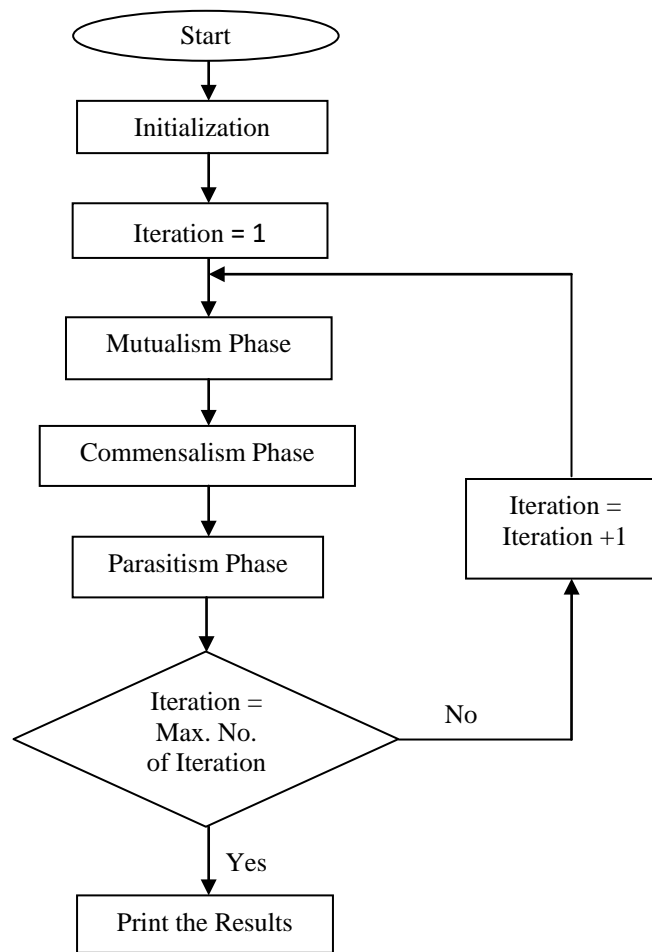 Start
Initialization
Iteration = 1
Mutualism Phase
Commensalism Phase
Iteration =
Iteration +1
Parasitism Phase
Iteration =
Max. No.
of Iteration
No
Yes
Print the Results